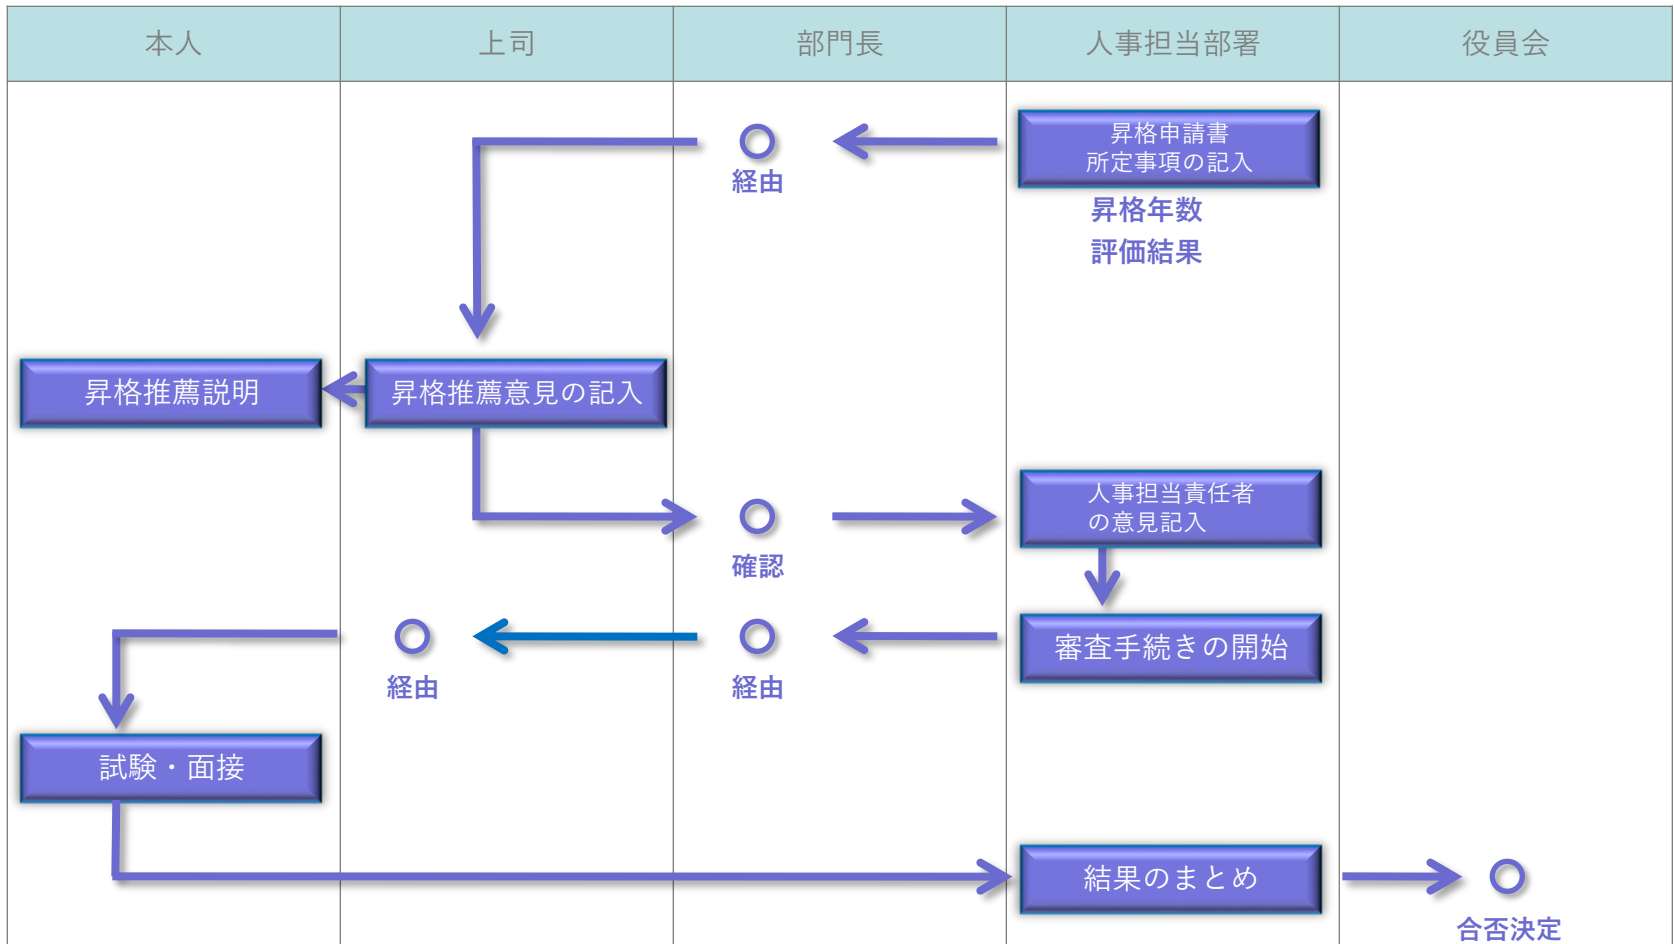 本人
上司
部門長
人事担当部署
役員会
昇格申請書
所定事項の記入
経由
昇格年数
評価結果
昇格推薦説明
昇格推薦意見の記入
人事担当責任者
の意見記入
確認
審査手続きの開始
経由
経由
試験・面接
結果のまとめ
合否決定